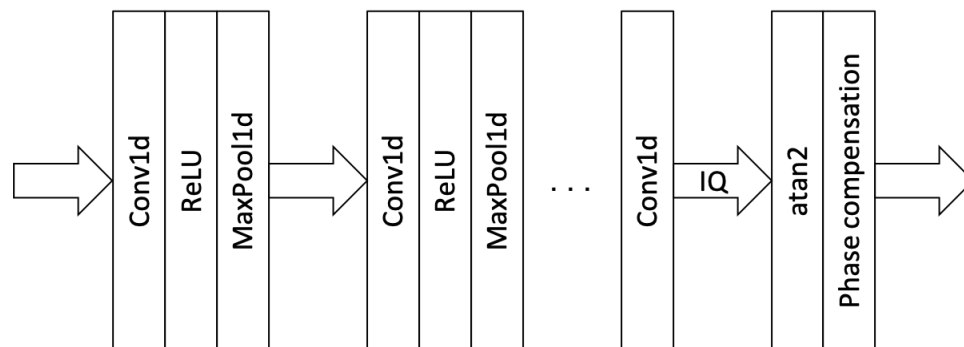 Conv1d
ReLU
MaxPool1d
Conv1d
ReLU
MaxPool1d
. . .
Conv1d
IQ
atan2
Phase compensation